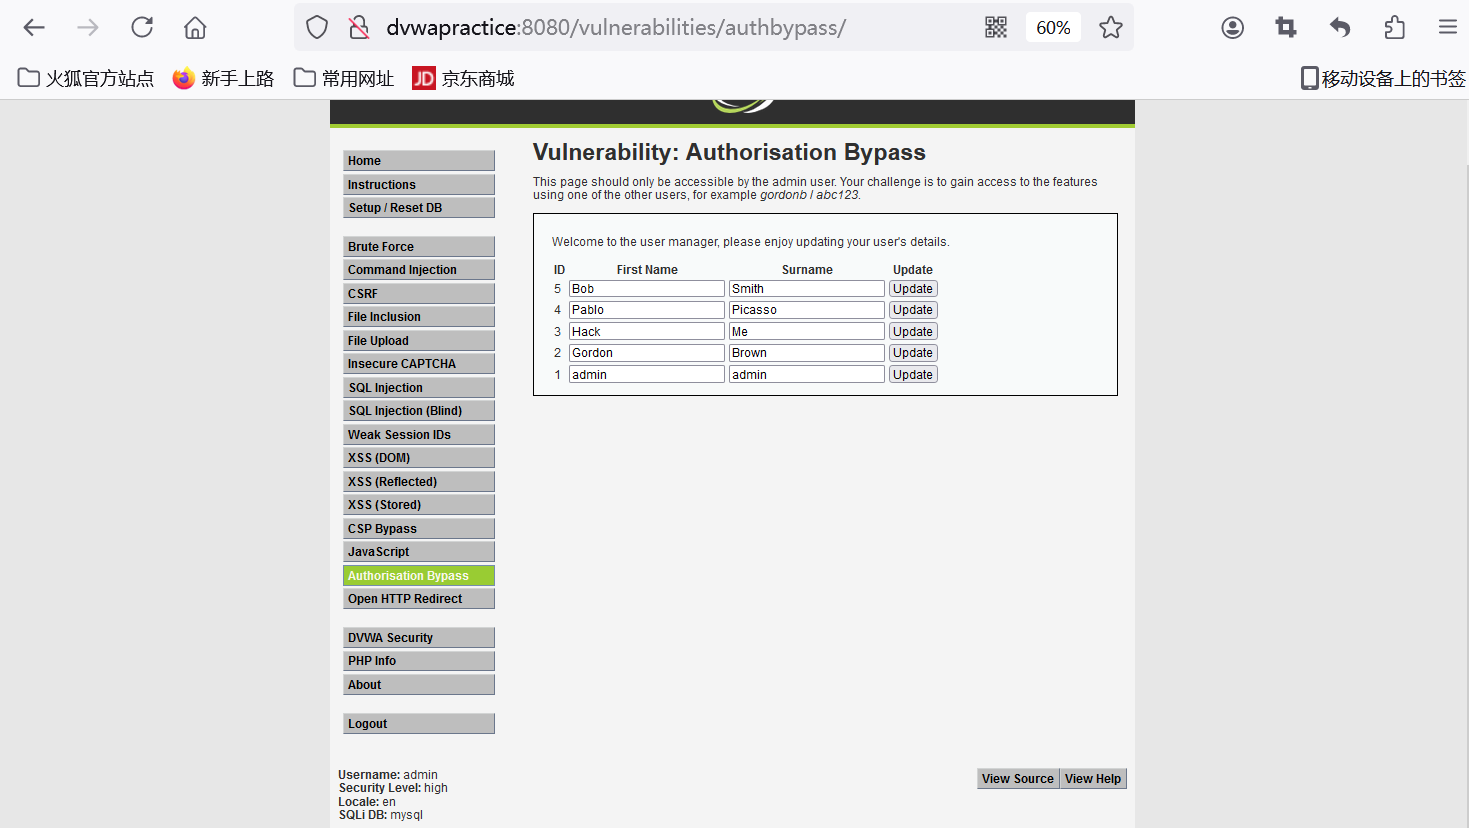 dvwapractice:8080/vulnerabilities/authbypass/ 60%
火狐官方站点 新手上路 常用网址 JD 京东商城 移动设备上的书签
Vulnerability: Authorisation Bypass
This page should only be accessible by the admin user. Your challenge is to gain access to the features
using one of the other users, for example gordonb / abc123.
Welcome to the user manager, please enjoy updating your user's details.
ID First Name Surname Update
5 Bob Smith Update
4 Pablo Picasso Update
3 Hack Me Update
2 Gordon Brown Update
1 admin admin Update
Home
Instructions
Setup / Reset DB
Brute Force
Command Injection
CSRF
File Inclusion
File Upload
Insecure CAPTCHA
SQL Injection
SQL Injection (Blind)
Weak Session IDs
XSS (DOM)
XSS (Reflected)
XSS (Stored)
CSP Bypass
JavaScript
Authorisation Bypass
Open HTTP Redirect
DVWA Security
PHP Info
About
Logout
Username: admin
Security Level: high
Locale: en
SQLi DB: mysql
View Source View Help